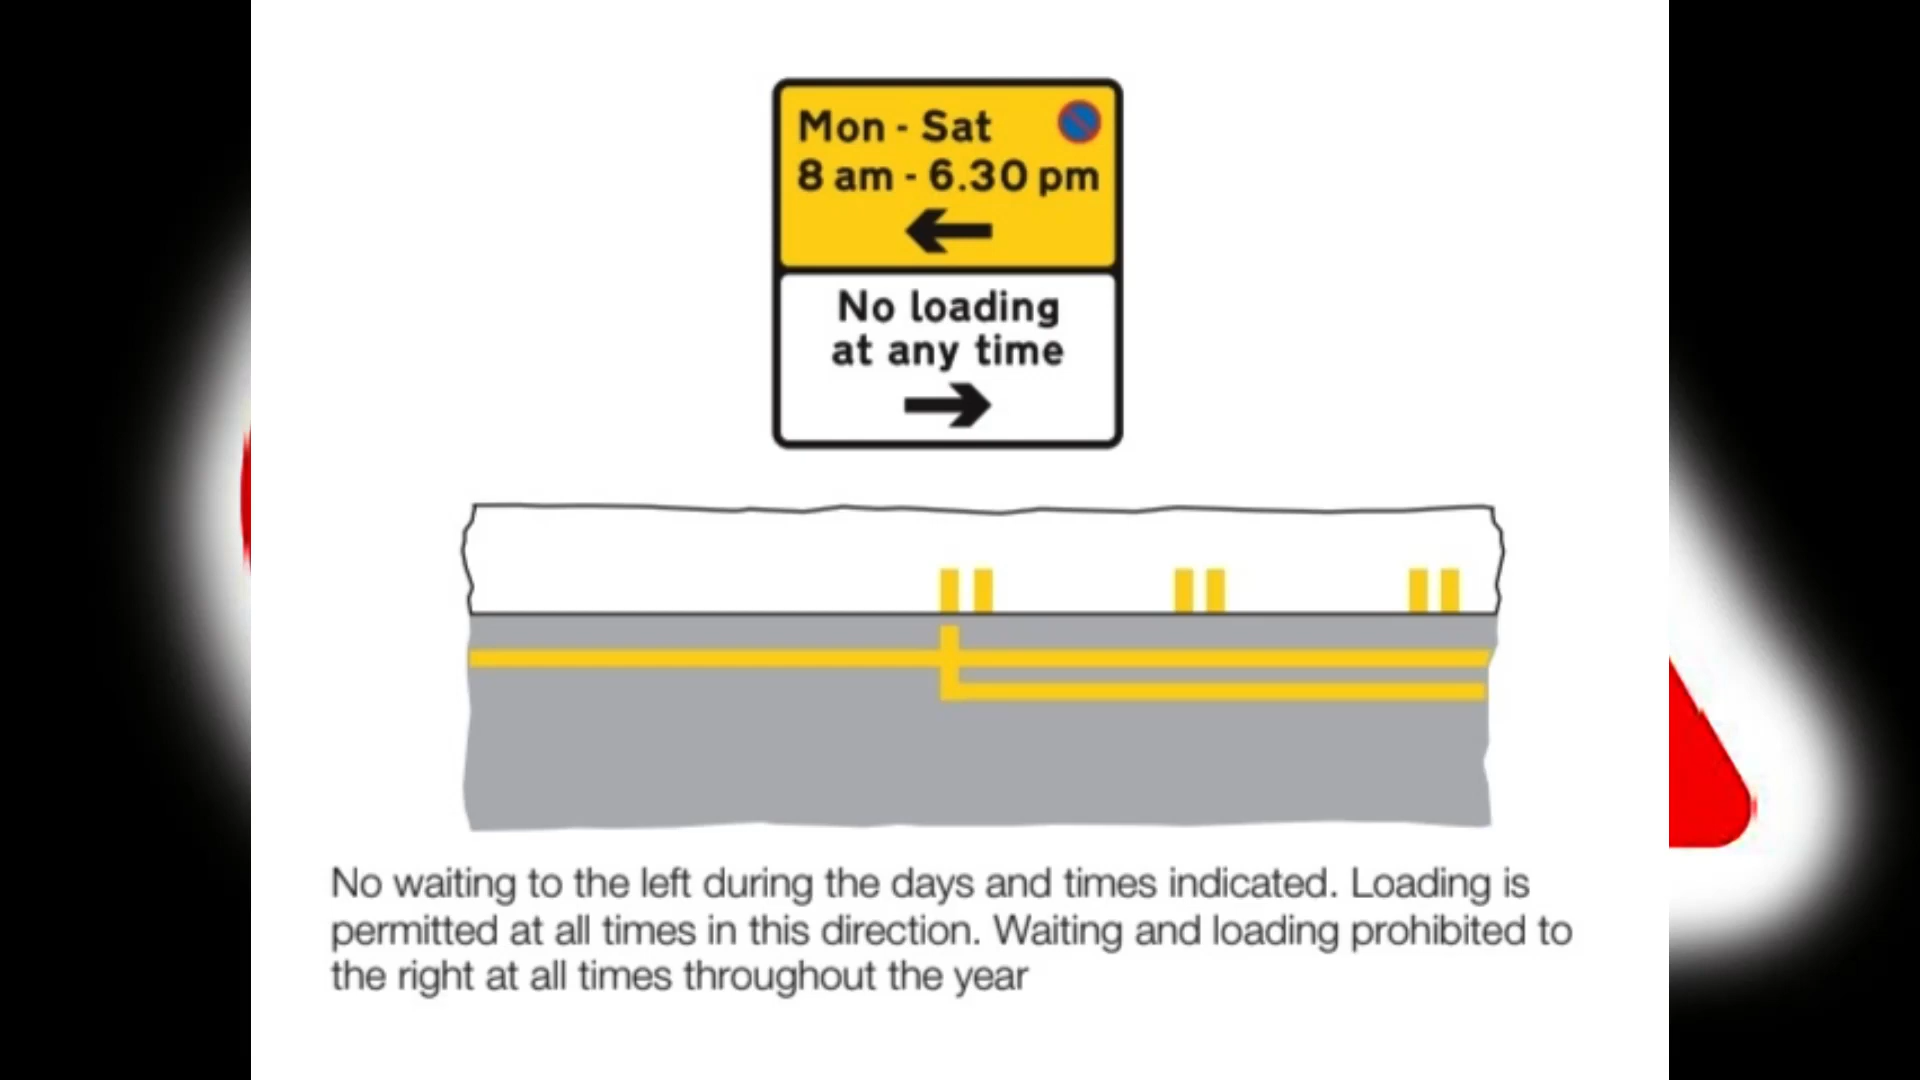 Mon - Sat
8 am - 6.30 pm
No loading
at any time
No waiting to the left during the days and times indicated. Loading is
permitted at all times in this direction. Waiting and loading prohibited to
the right at all times throughout the year